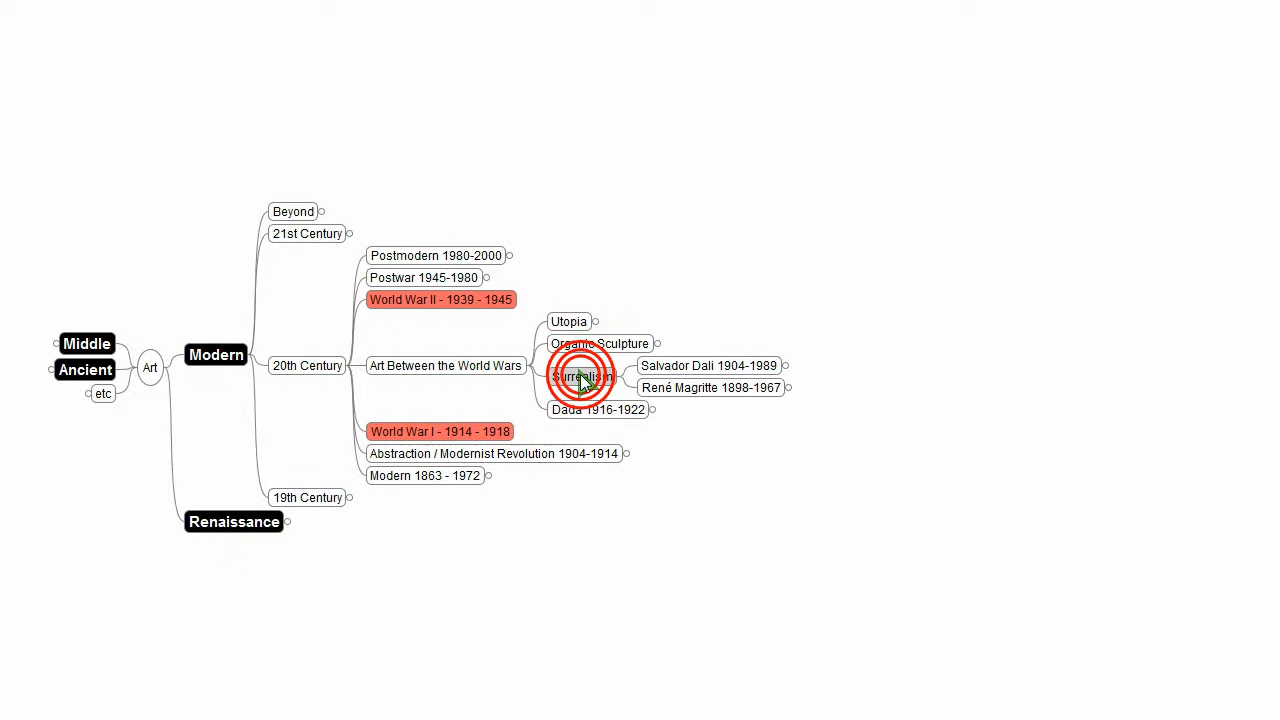 Beyond
21st Century
Postmodern 1980-2000
Postwar 1945-1980
World War II - 1939 - 1945
Utopia
Organic Sculpture
Middle
Modern
Art
Ancient
20th Century
Art Between the World Wars
Surrealism
Salvador Dali 1904-1989
René Magritte 1898-1967
etc
Dada 1916-1922
World War I - 1914 - 1918
Abstraction / Modernist Revolution 1904-1914
Modern 1863 - 1972
19th Century
Renaissance